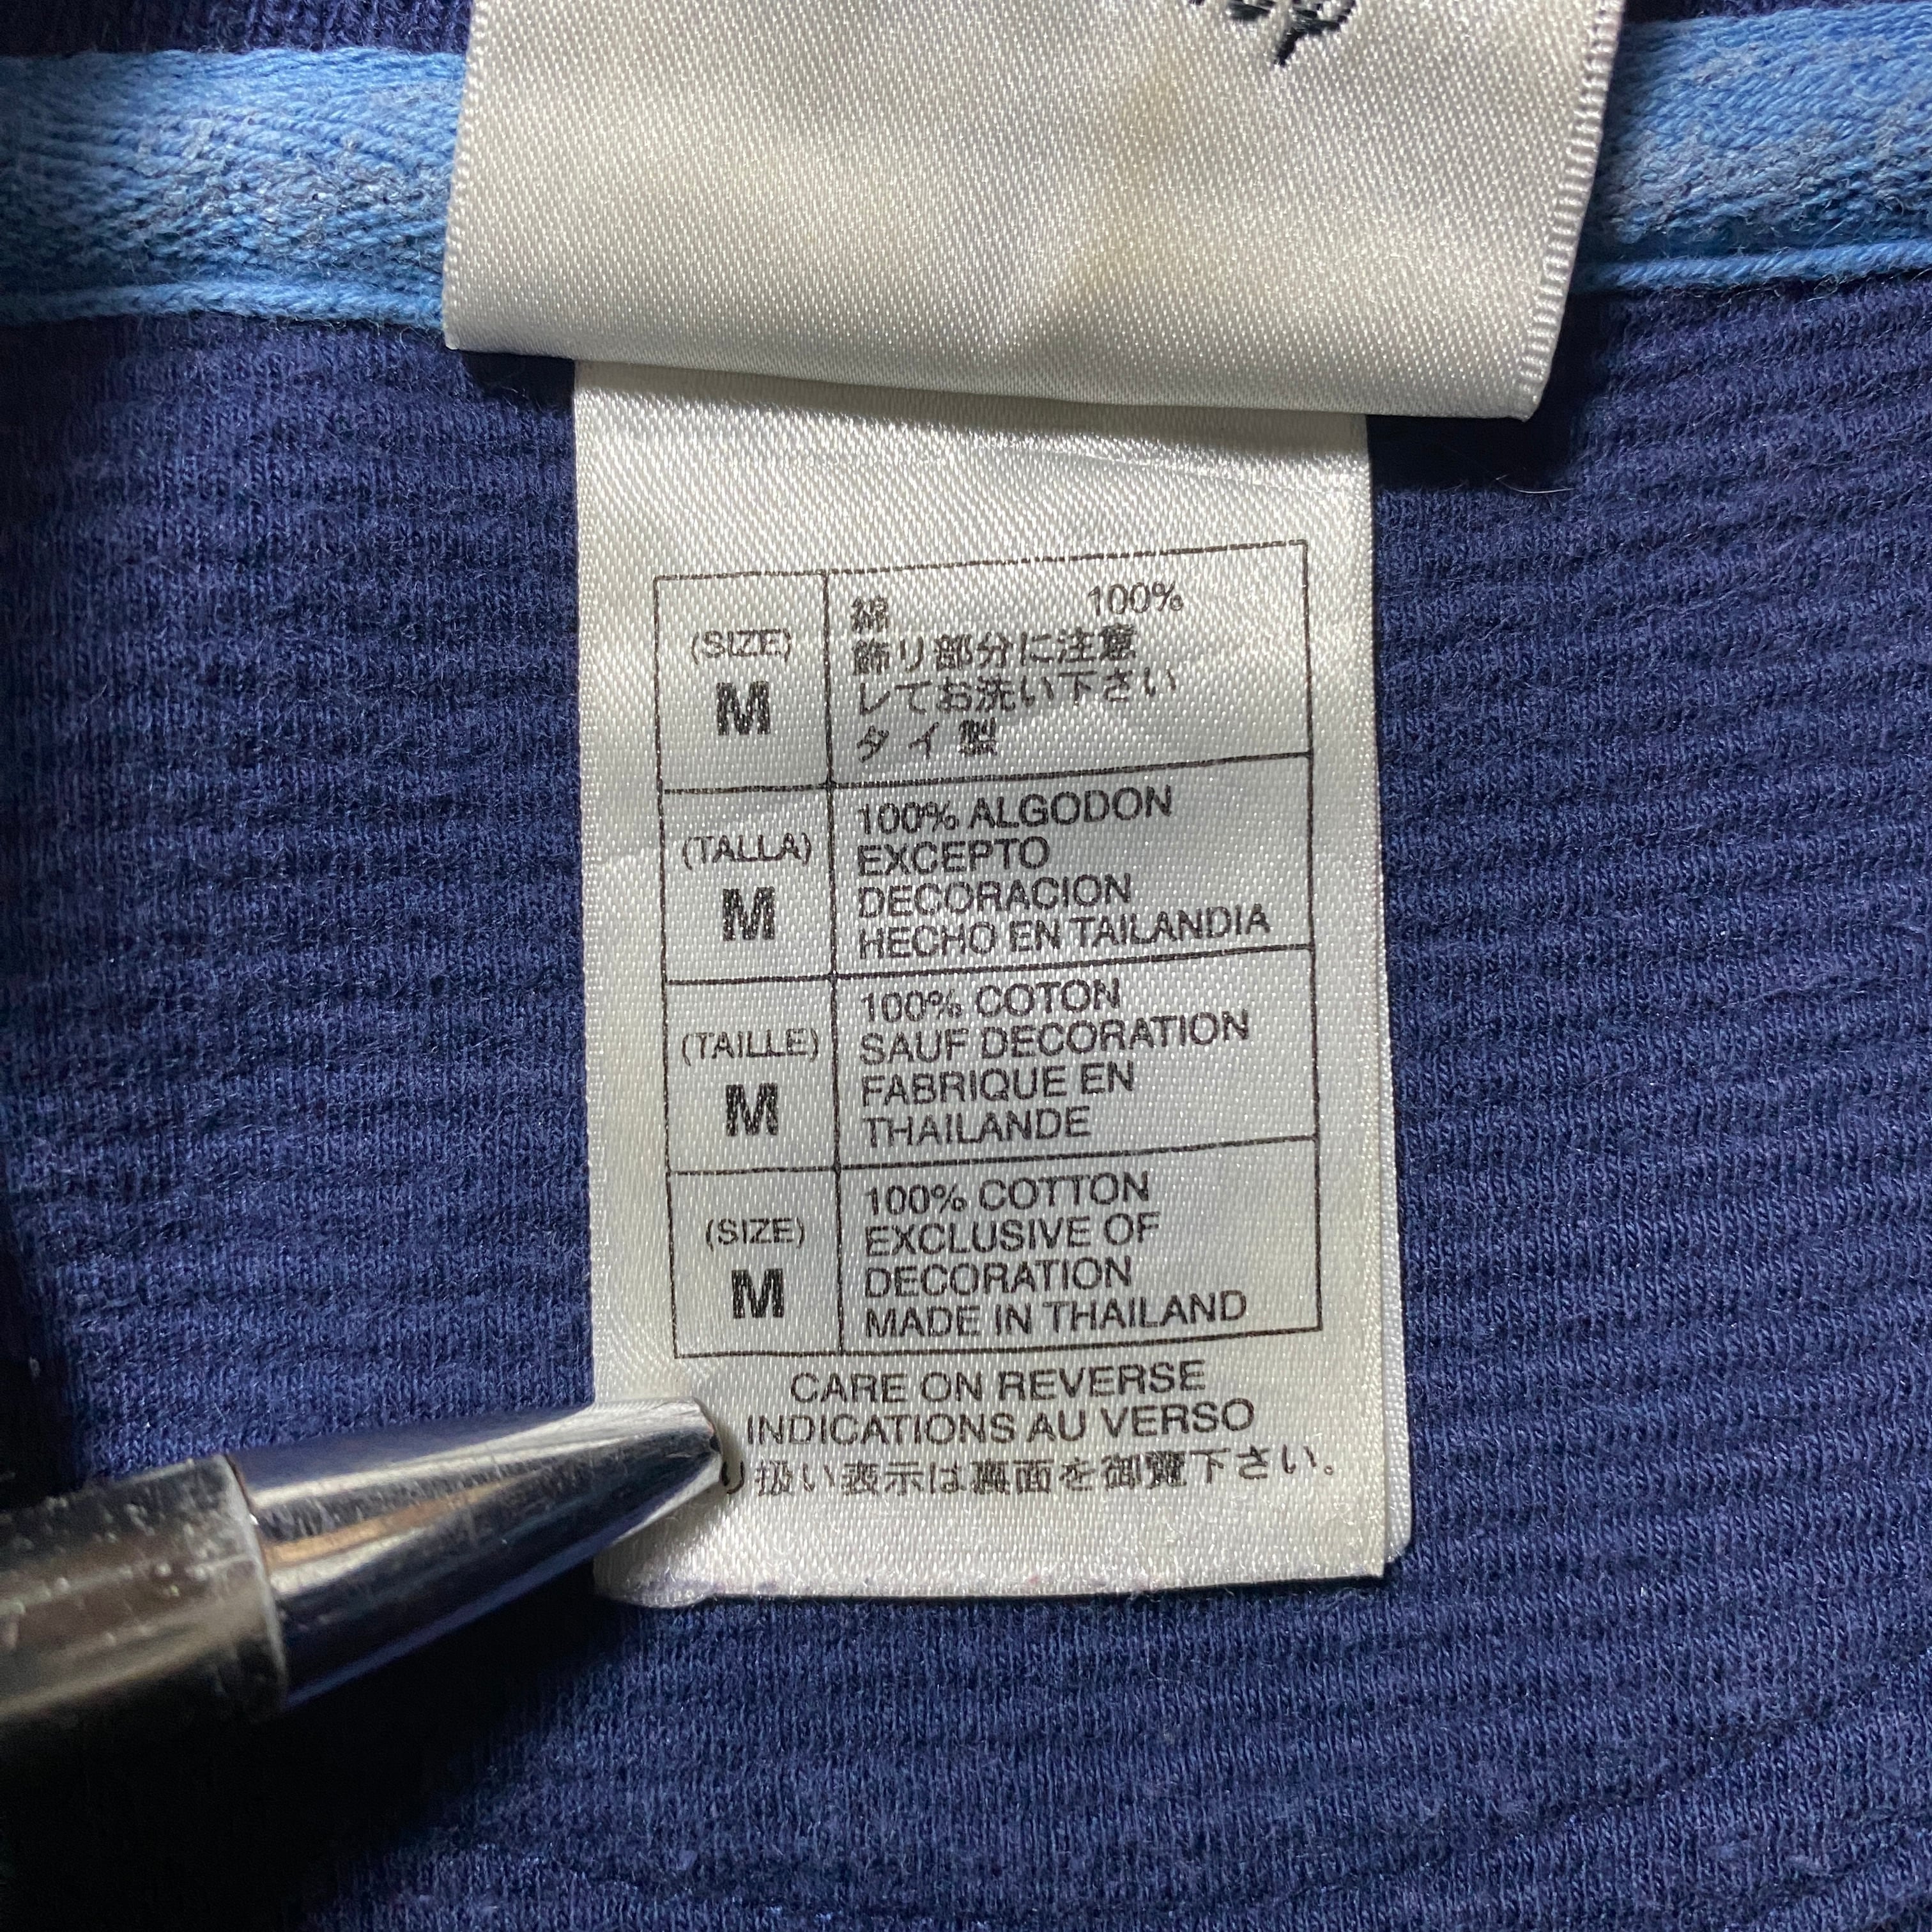 (SIZE)
M
綿 100%
飾り部分に注意
してお洗い下さい
タイ製
(TALLA)
M
100% ALGODON
EXCEPTO
DECORACION
HECHO EN TAILANDIA
(TAILLE)
M
100% COTON
SAUF DECORATION
FABRIQUE EN
THAILANDE
(SIZE)
M
100% COTTON
EXCLUSIVE OF
DECORATION
MADE IN THAILAND
CARE ON REVERSE
INDICATIONS AU VERSO
り扱い表示は裏面を御覧下さい。